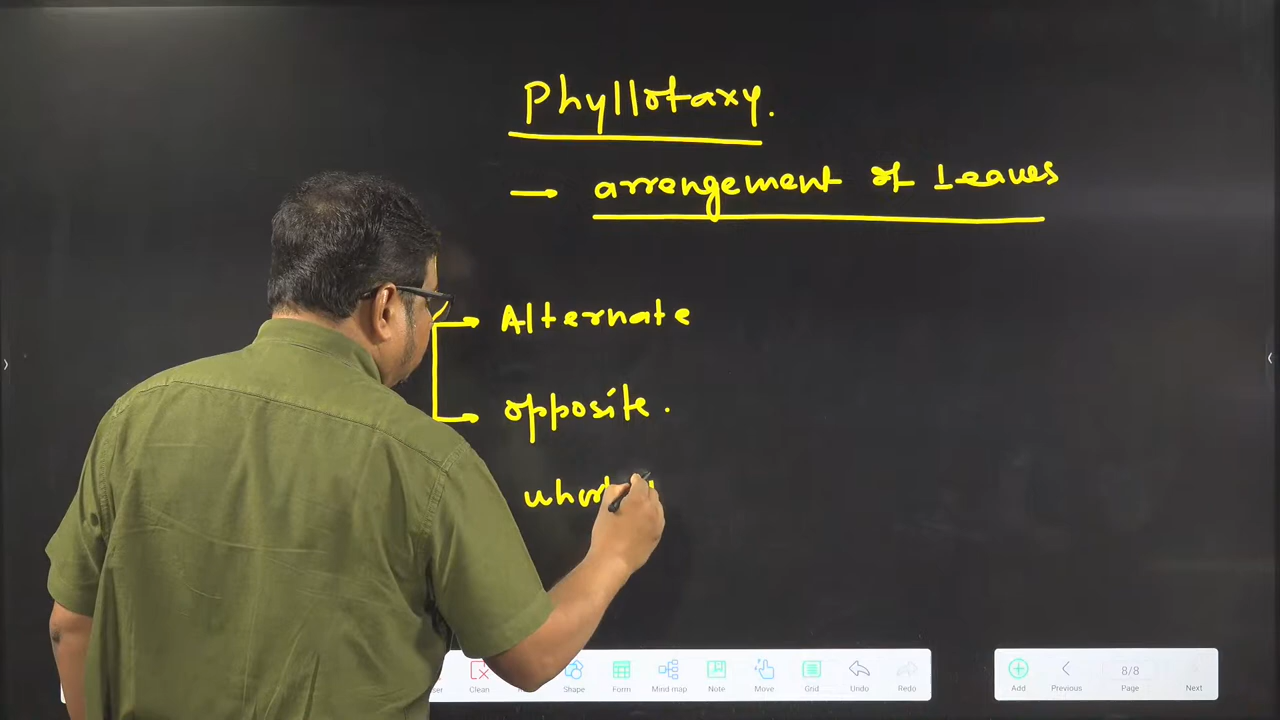 Phyllotaxy.
→ arrengement of Leaves
→ Alternate
→ opposite.
Clean Shape Form Mind map Note Move Grid Undo Redo
Add Previous 8/8 Page Next